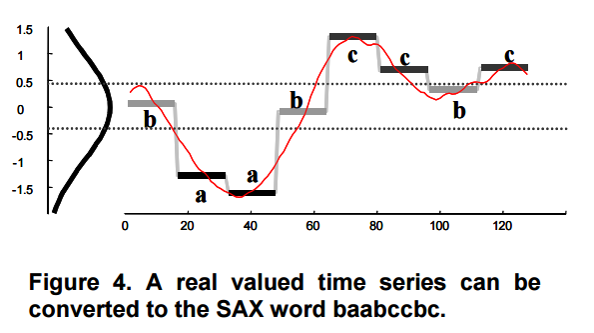 1.5
1
0.5
0
-0.5
-1
-1.5
b
a
a
b
c
c
b
c
0 20 40 60 80 100 120
Figure 4. A real valued time series can be
converted to the SAX word baabccbc.